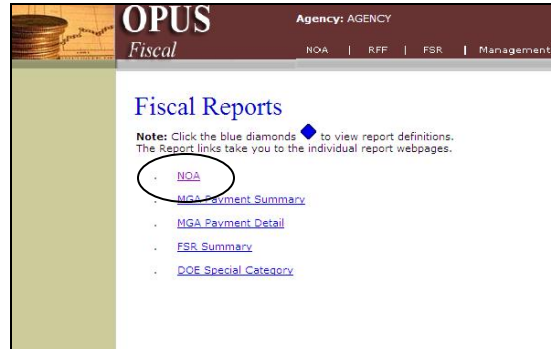 OPUS
Agency: AGENCY
Fiscal
NOA | RFF | FSR | Management
Fiscal Reports
Note: Click the blue diamonds to view report definitions.
The Report links take you to the individual report webpages.
NOA
MGA Payment Summary
MGA Payment Detail
FSR Summary
DOE Special Category